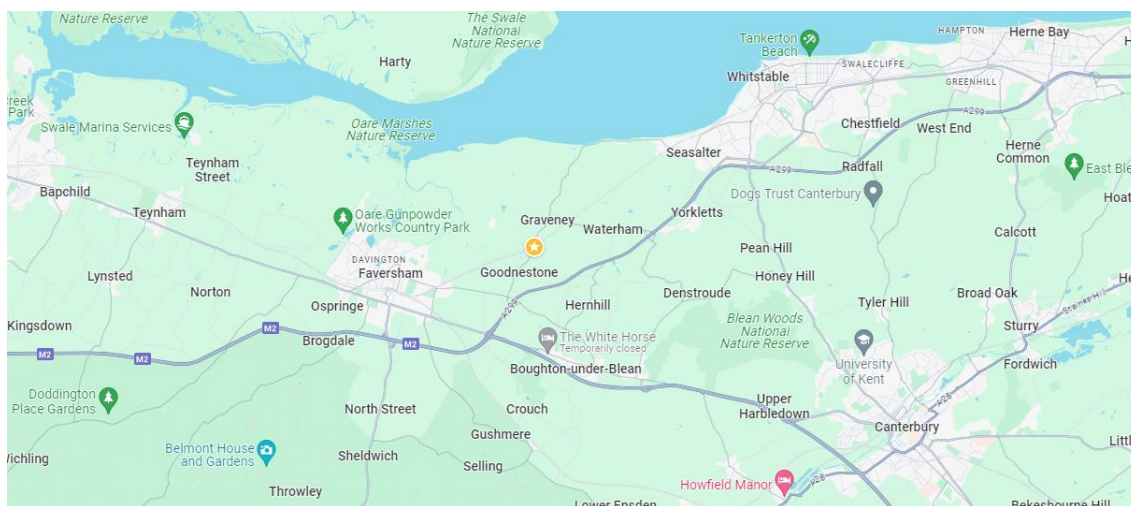 Nature Reserve
The Swale
National
Nature Reserve
Harty
Tankerton
Beach
HAMPTON
Herne Bay
SWALECLIFFE
Whitstable
GREENHILL
Creek
Park
Swale Marina Services
Oare Marshes
Nature Reserve
A299
Chestfield
West End
Teynham
Street
Seasalter
Herne
Common
A299
Radfall
East Ble
Bapchild
Dogs Trust Canterbury
Hoat
Teynham
Oare Gunpowder
Works Country Park
Graveney
Yorkletts
Waterham
Calcott
Pean Hill
DAVINGTON
Faversham
Goodnestone
Honey Hill
Lynsted
Norton
Denstroude
Broad Oak
Ospringe
A299
Hernhill
Tyler Hill
Kingsdown
M2
Blean Woods
National
Nature Reserve
Sturry
Brogdale
M2
The White Horse
Temporarily closed
M2
University
of Kent
Fordwich
Boughton-under-Blean
Doddington
Place Gardens
North Street
Crouch
Upper
Harbledown
A28
Canterbury
Gushmere
Belmont House
and Gardens
Sheldwich
Selling
Littl
Howfield Manor
A28
Throwley
Lower Ensden
Bekesbourne Hill